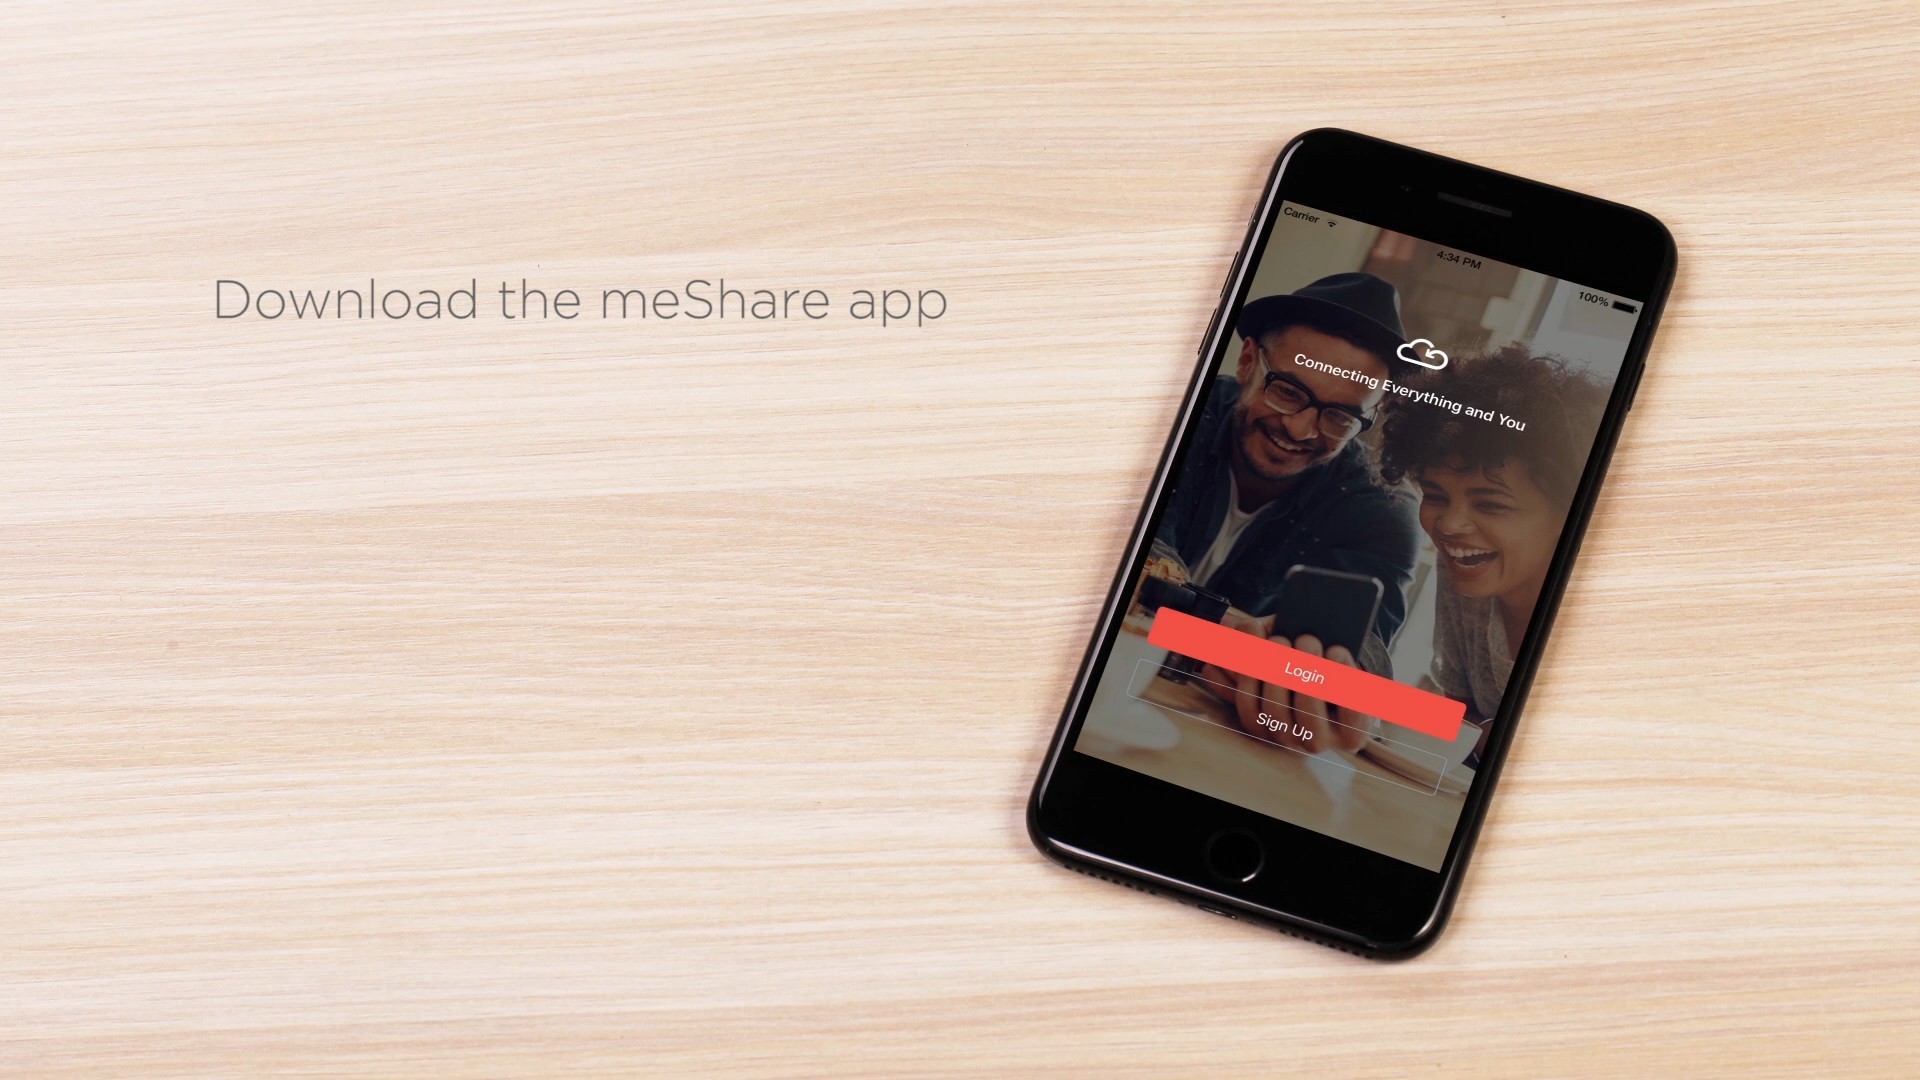 Download the meShare app
Carrier
4:34 PM
100%
Connecting Everything and You
Login
Sign Up